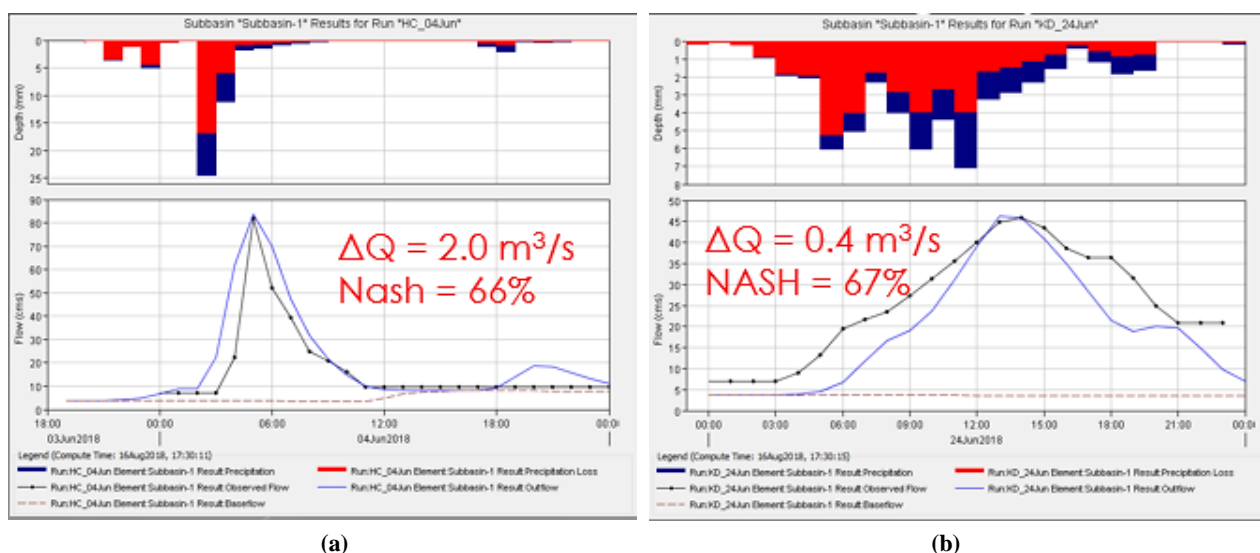 Subbasin "Subbasin-1" Results for Run "HC_04Jun"
0
5
10
15
20
25
Depth (mm)
90
80
70
60
50
40
30
20
10
0
Flow (cms)
ΔQ = 2.0 m³/s
Nash = 66%
18:00 00:00 06:00 12:00 18:00 00:0
03Jun2018 04Jun2018
Legend (Compute Time: 16Aug2018, 17:30:11)
Run:HC_04Jun Element:Subbasin-1 Result:Precipitation Run:HC_04Jun Element:Subbasin-1 Result:Precipitation Loss
Run:HC_04Jun Element:Subbasin-1 Result:Observed Flow Run:HC_04Jun Element:Subbasin-1 Result:Outflow
Run:HC_04Jun Element:Subbasin-1 Result:Baseflow
(a)
Subbasin "Subbasin-1" Results for Run "KD_24Jun"
0
1
2
3
4
5
6
7
8
Depth (mm)
50
45
40
35
30
25
20
15
10
5
0
Flow (cms)
ΔQ = 0.4 m³/s
NASH = 67%
00:00 03:00 06:00 09:00 12:00 15:00 18:00 21:00 00:0
24Jun2018
Legend (Compute Time: 16Aug2018, 17:30:15)
Run:KD_24Jun Element:Subbasin-1 Result:Precipitation Run:KD_24Jun Element:Subbasin-1 Result:Precipitation Loss
Run:KD_24Jun Element:Subbasin-1 Result:Observed Flow Run:KD_24Jun Element:Subbasin-1 Result:Outflow
Run:KD_24Jun Element:Subbasin-1 Result:Baseflow
(b)